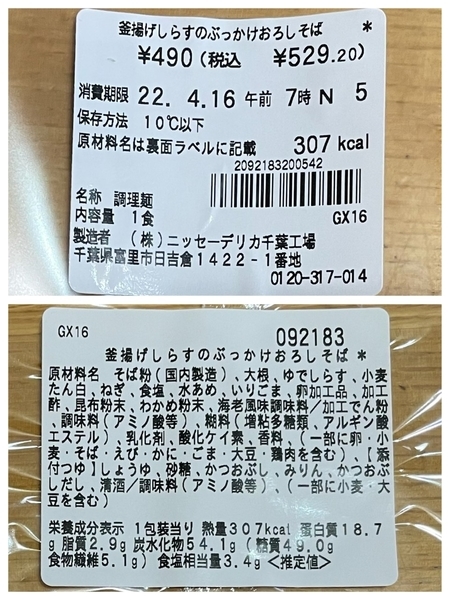 釜揚げしらすのぶっかけおろしそば *
¥490 (税込 ¥529.20)
消費期限 22. 4.16 午前 7時 N 5
保存方法 10℃以下
原材料名は裏面ラベルに記載 307 kcal
2092183200542
名称 調理麺
内容量 1食 GX16
製造者 (株)ニッセーデリカ千葉工場
千葉県富里市日吉倉1422-1番地
0120-317-014
GX16 092183
釜揚げしらすのぶっかけおろしそば *
原材料名 そば粉(国内製造)、大根、ゆでしらす、小麦
たん白、ねぎ、食塩、水あめ、いりごま、卵加工品、加工
酢、昆布粉末、わかめ粉末、海老風味調味料/加工でん粉
、調味料(アミノ酸等)、糊料(増粘多糖類、アルギン酸
エステル)、乳化剤、酸化ケイ素、香料、(一部に卵・小
麦・そば・えび・かに・ごま・大豆・鶏肉を含む)、【添
付つゆ】しょうゆ、砂糖、かつおぶし、みりん、かつおぶ
しだし、清酒/調味料(アミノ酸等)、(一部に小麦・大
豆を含む)
栄養成分表示 1包装当り 熱量307kcal 蛋白質18.7
g 脂質2.9g 炭水化物54.1g(糖質49.0g
食物繊維5.1g) 食塩相当量3.4g<推定値>